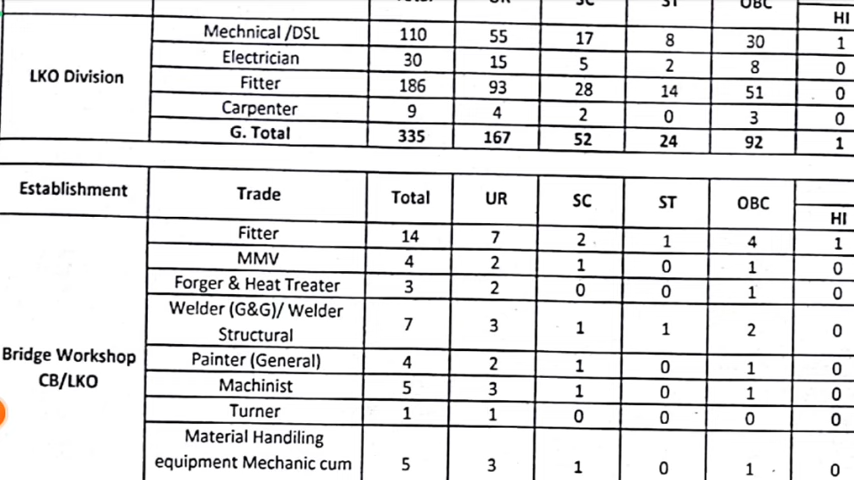 Total UR SC ST OBC
HI
LKO Division
Mechnical /DSL 110 55 17 8 30 1
Electrician 30 15 5 2 8 0
Fitter 186 93 28 14 51 0
Carpenter 9 4 2 0 3 0
G. Total 335 167 52 24 92 1
Establishment Trade Total UR SC ST OBC
HI
Fitter 14 7 2 1 4 1
MMV 4 2 1 0 1 0
Forger & Heat Treater 3 2 0 0 1 0
Welder (G&G)/ Welder
Structural 7 3 1 1 2 0
Bridge Workshop
CB/LKO
Painter (General) 4 2 1 0 1 0
Machinist 5 3 1 0 1 0
Turner 1 1 0 0 0 0
Material Handiling
equipment Mechanic cum 5 3 1 0 1 0